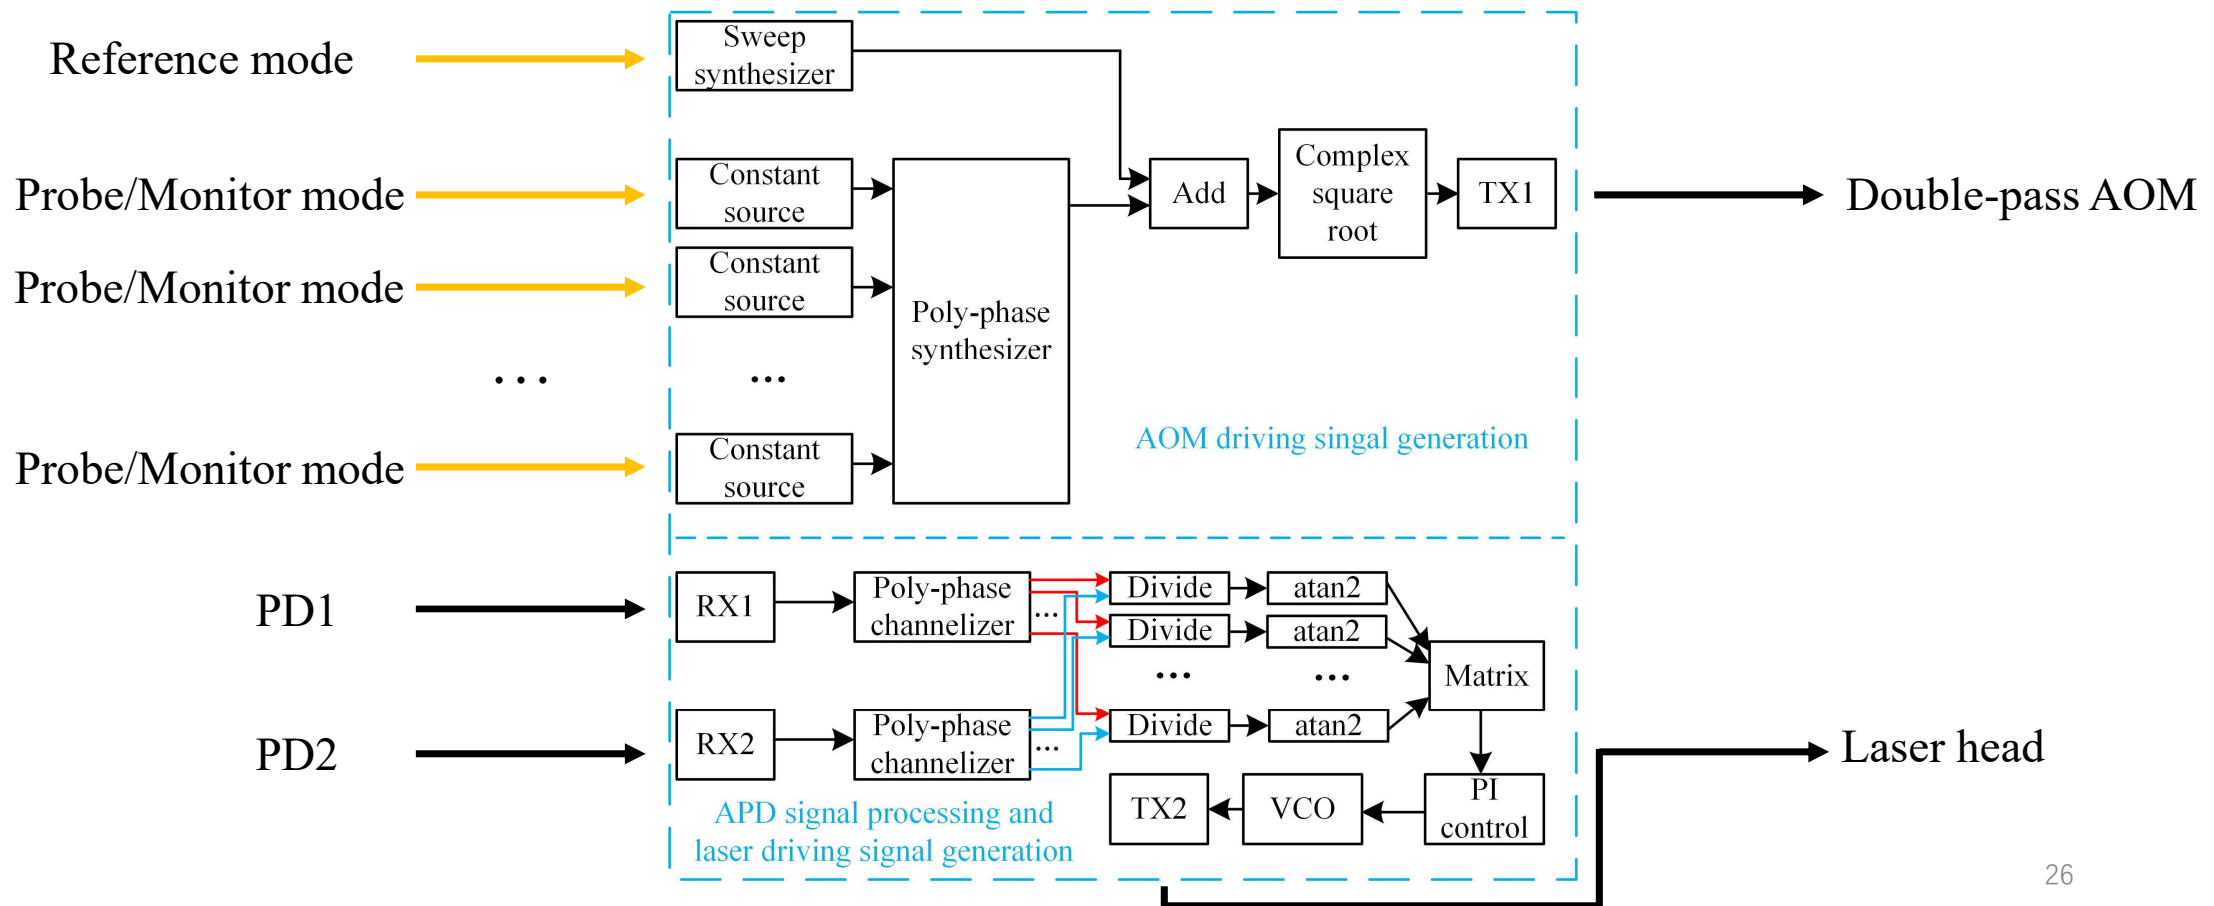 Reference mode
Sweep
synthesizer
Probe/Monitor mode
Constant
source
Probe/Monitor mode
Constant
source
...
...
Probe/Monitor mode
Constant
source
Poly-phase
synthesizer
Add
Complex
square
root
TX1
Double-pass AOM
AOM driving singal generation
PD1
RX1
Poly-phase
channelizer
...
Divide
atan2
Divide
atan2
...
...
Divide
atan2
Matrix
PD2
RX2
Poly-phase
channelizer
...
PI
control
VCO
TX2
APD signal processing and
laser driving signal generation
Laser head
26